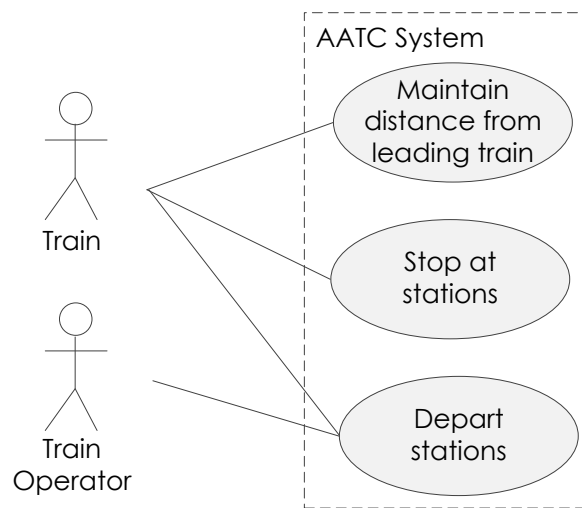 AATC System
Maintain
distance from
leading train
Train
Stop at
stations
Depart
stations
Train
Operator